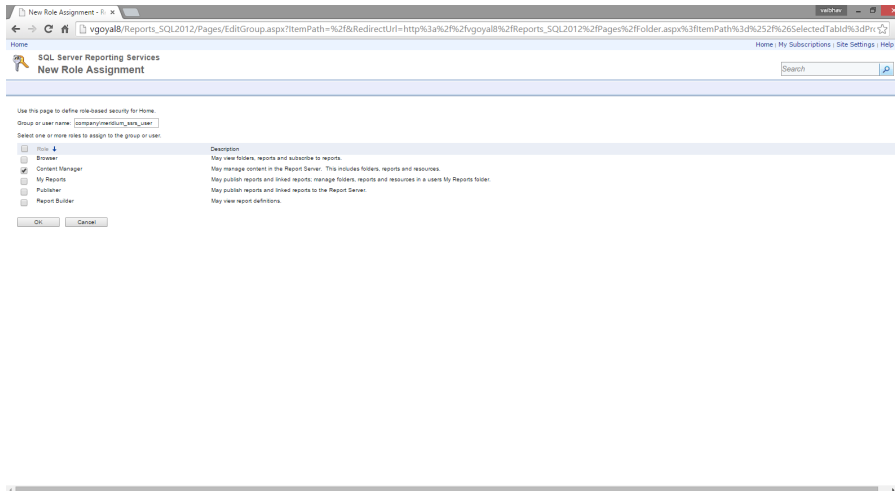 New Role Assignment - R
vaibhav
vgoyal8/Reports_SQL2012/Pages/EditGroup.aspx?ItemPath=%2f&RedirectUrl=http%3a%2f%2fvgoyal8%2fReports_SQL2012%2fPages%2fFolder.aspx%3fItemPath%3d%252f%26SelectedTabId%3dPro
Home
Home | My Subscriptions | Site Settings | Help
SQL Server Reporting Services
New Role Assignment
Search
Use this page to define role-based security for Home.
Group or user name: company\meridium_ssrs_user
Select one or more roles to assign to the group or user.
Role ↓ Description
Browser May view folders, reports and subscribe to reports.
Content Manager May manage content in the Report Server. This includes folders, reports and resources.
My Reports May publish reports and linked reports; manage folders, reports and resources in a users My Reports folder.
Publisher May publish reports and linked reports to the Report Server.
Report Builder May view report definitions.
OK Cancel